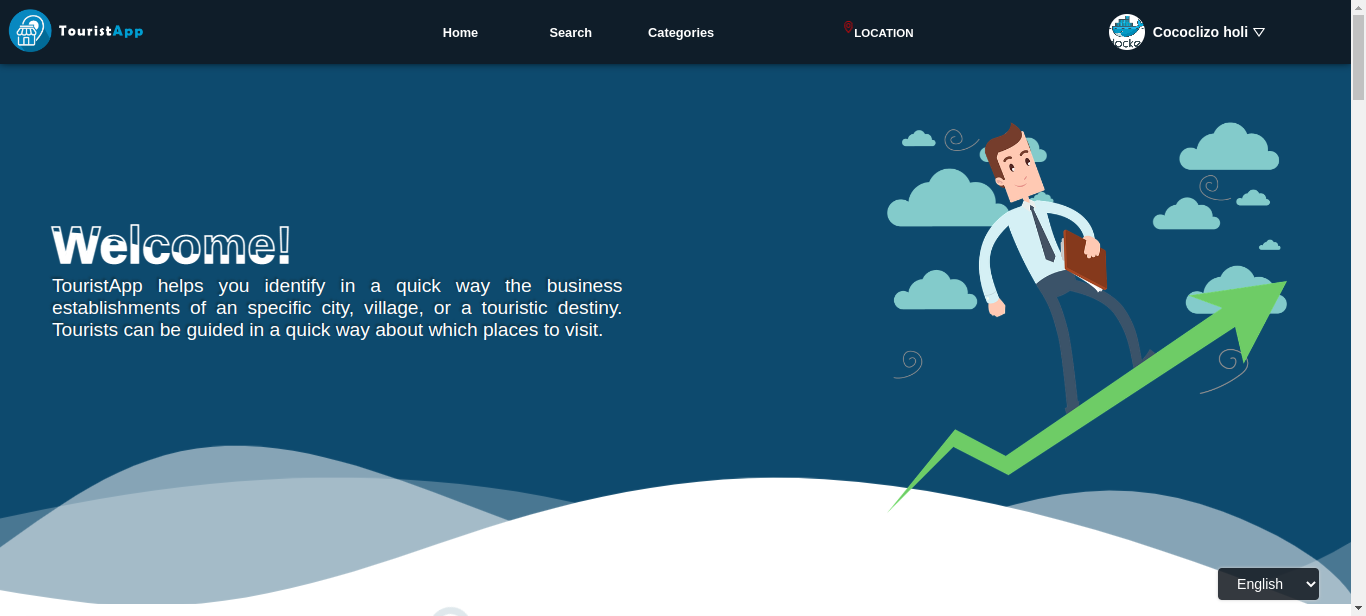 TouristApp
Home
Search
Categories
LOCATION
Cococlizo holi
Welcome!
TouristApp helps you identify in a quick way the business
establishments of an specific city, village, or a touristic destiny.
Tourists can be guided in a quick way about which places to visit.
English